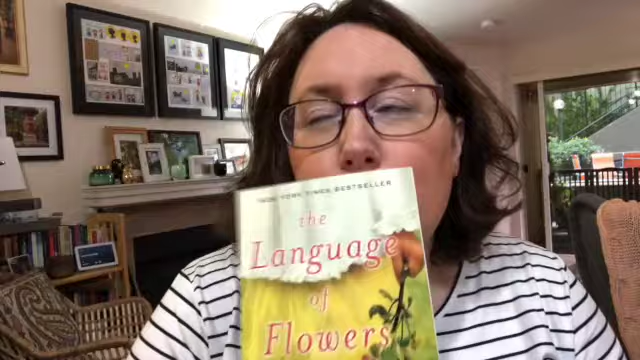 NEW YORK TIMES BESTSELLER
the
Language
of
Flowers